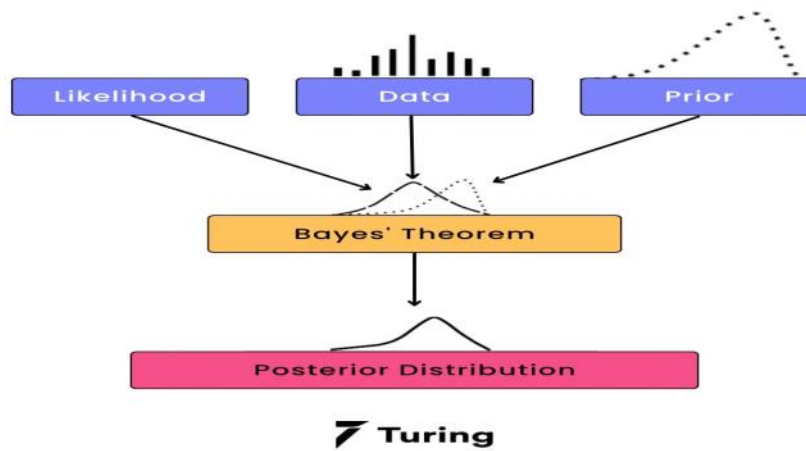 Likelihood
Data
Prior
Bayes' Theorem
Posterior Distribution
Turing